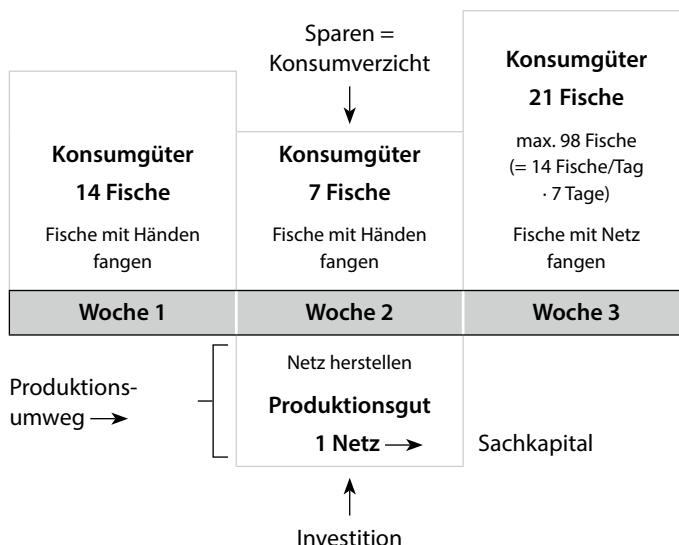 Sparen =
Konsumverzicht
Konsumgüter
14 Fische
Fische mit Händen
fangen
Konsumgüter
7 Fische
Fische mit Händen
fangen
Konsumgüter
21 Fische
max. 98 Fische
(= 14 Fische/Tag
· 7 Tage)
Fische mit Netz
fangen
Woche 1
Woche 2
Woche 3
Produktions-
umweg →
Netz herstellen
Produktionsgut
1 Netz →
Sachkapital
Investition